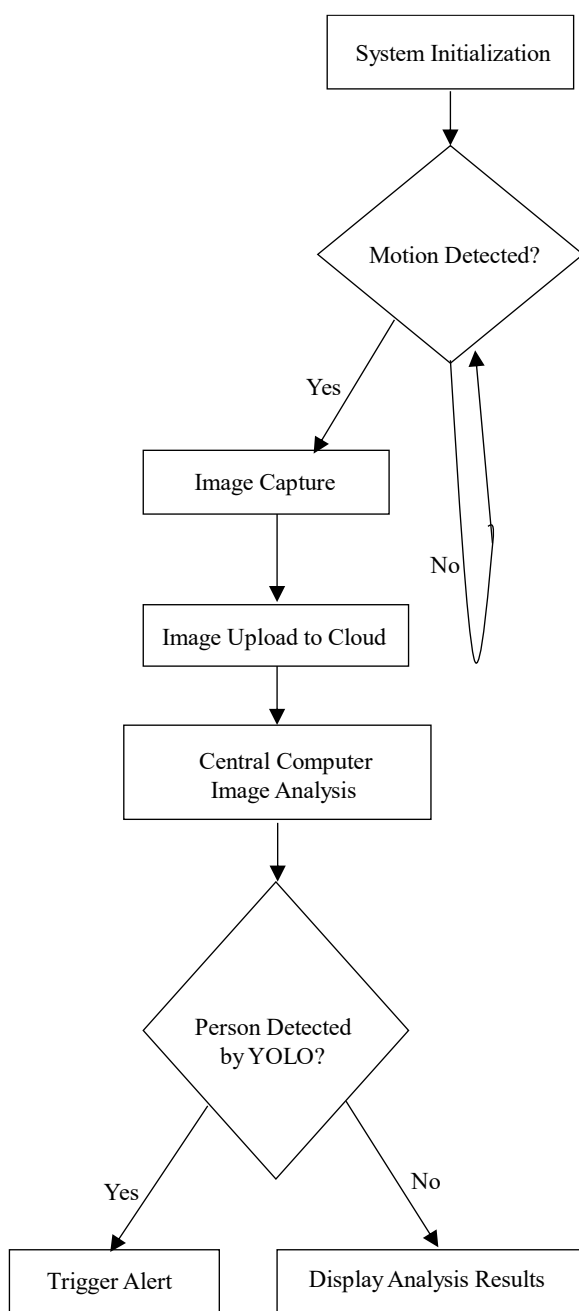 System Initialization
Motion Detected?
Yes
Image Capture
No
Image Upload to Cloud
Central Computer
Image Analysis
Person Detected
by YOLO?
Yes
No
Trigger Alert
Display Analysis Results